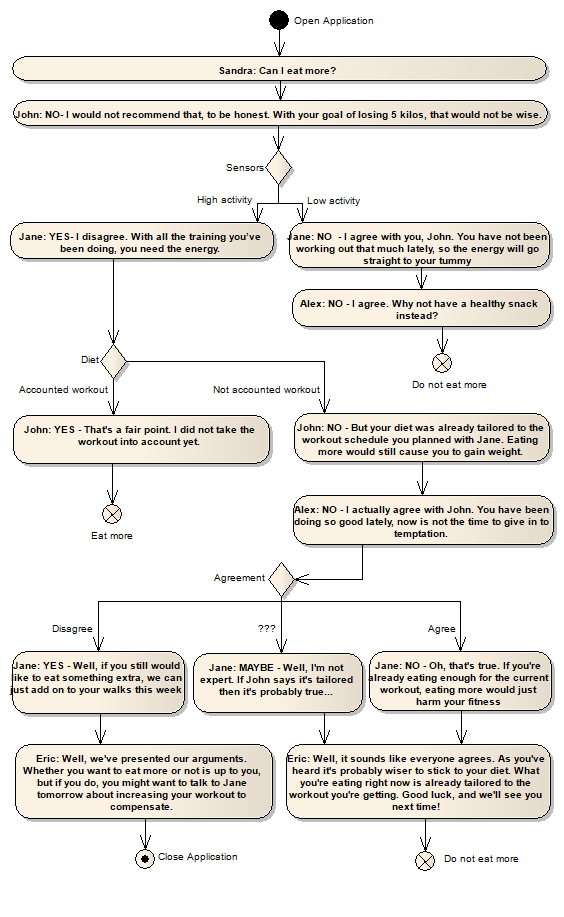 Open Application
Sandra: Can I eat more?
John: NO- I would not recommend that, to be honest. With your goal of losing 5 kilos, that would not be wise.
Sensors
High activity
Low activity
Jane: YES- I disagree. With all the training you've
been doing, you need the energy.
Jane: NO - I agree with you, John. You have not been
working out that much lately, so the energy will go
straight to your tummy
Alex: NO - I agree. Why not have a healthy snack
instead?
Do not eat more
Diet
Accounted workout
Not accounted workout
John: YES - That's a fair point. I did not take the
workout into account yet.
Eat more
John: NO - But your diet was already tailored to the
workout schedule you planned with Jane. Eating
more would still cause you to gain weight.
Alex: NO - I actually agree with John. You have been
doing so good lately, now is not the time to give in to
temptation.
Agreement
Disagree
???
Agree
Jane: YES - Well, if you still would
like to eat something extra, we can
just add on to your walks this week
Jane: MAYBE - Well, I'm not
expert. If John says it's tailored
then it's probably true...
Jane: NO - Oh, that's true. If you're
already eating enough for the current
workout, eating more would just
harm your fitness
Eric: Well, we've presented our arguments.
Whether you want to eat more or not is up to you,
but if you do, you might want to talk to Jane
tomorrow about increasing your workout to
compensate.
Eric: Well, it sounds like everyone agrees. As you've
heard it's probably wiser to stick to your diet. What
you're eating right now is already tailored to the
workout you're getting. Good luck, and we'll see you
next time!
Close Application
Do not eat more